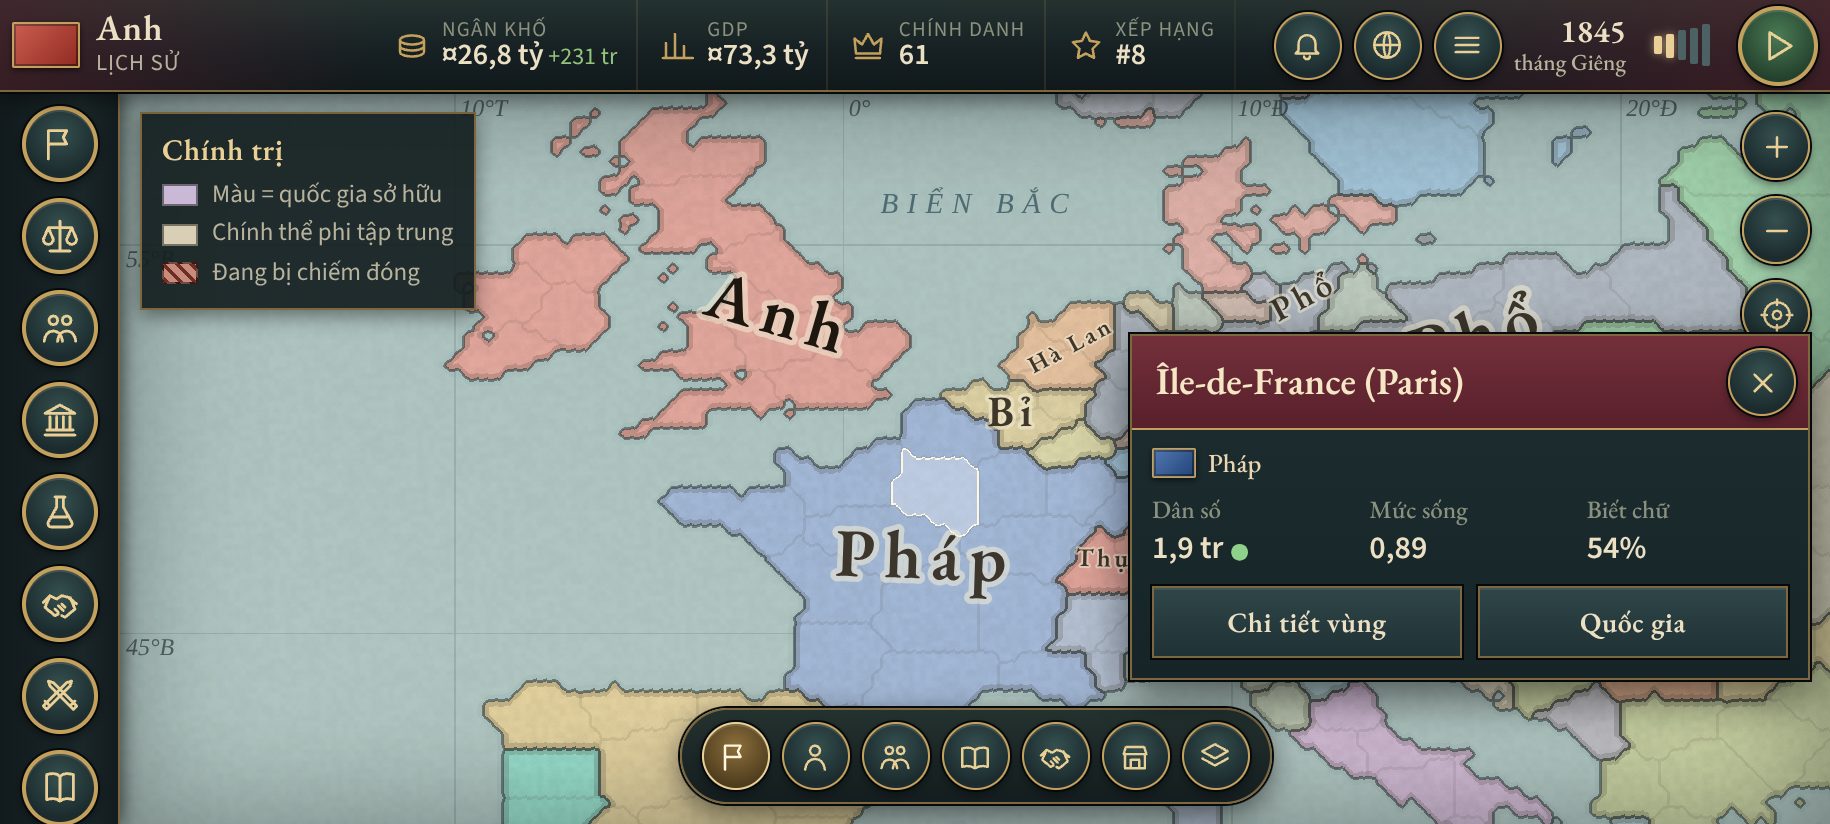 Anh
LỊCH SỬ
NGÂN KHỐ
¤26,8 tỷ +231 tr
GDP
¤73,3 tỷ
CHÍNH DANH
61
XẾP HẠNG
#8
1845
tháng Giêng
10°T
0°
10°Đ
20°Đ
Chính trị
Màu = quốc gia sở hữu
Chính thể phi tập trung
Đang bị chiếm đóng
55°B
BIỂN BẮC
Anh
Phổ
Phổ
Hà Lan
Bỉ
Île-de-France (Paris)
Pháp
Dân số
Mức sống
Biết chữ
1,9 tr
0,89
54%
Chi tiết vùng
Quốc gia
Pháp
45°B